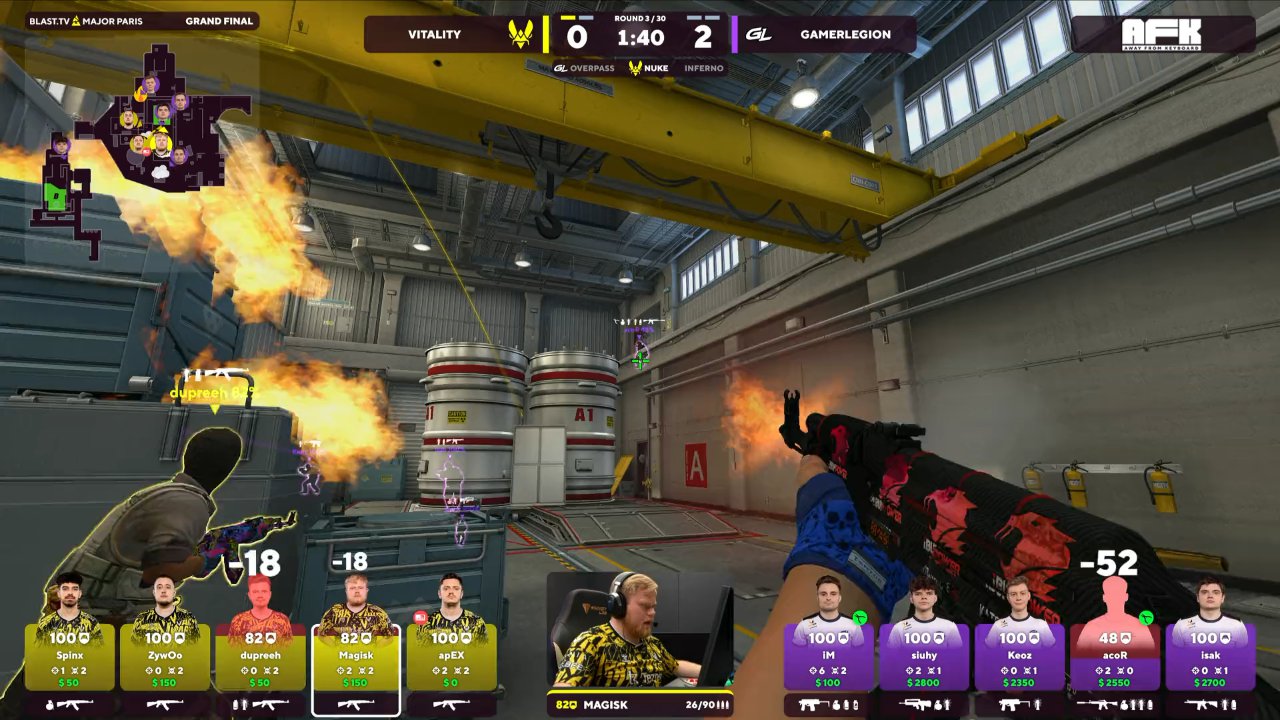 BLAST.TV MAJOR PARIS
GRAND FINAL
VITALITY
0
ROUND 3 / 30
1:40
2
GL
GAMERLEGION
AFK
AWAY FROM KEYBOARD
GL OVERPASS
NUKE
INFERNO
A1
A
dupreeh 82%
-18
-18
-52
100
Spinx
1 2
$50
100
ZywOo
0 2
$150
82
dupreeh
0 2
$50
82
Magisk
2 2
$150
100
apEX
2 2
$0
82 MAGISK
26/90
100
iM
6 2
$100
100
siuhy
2 1
$2800
100
Keoz
0 1
$2350
48
acoR
2 0
$2550
100
isak
0 1
$2700